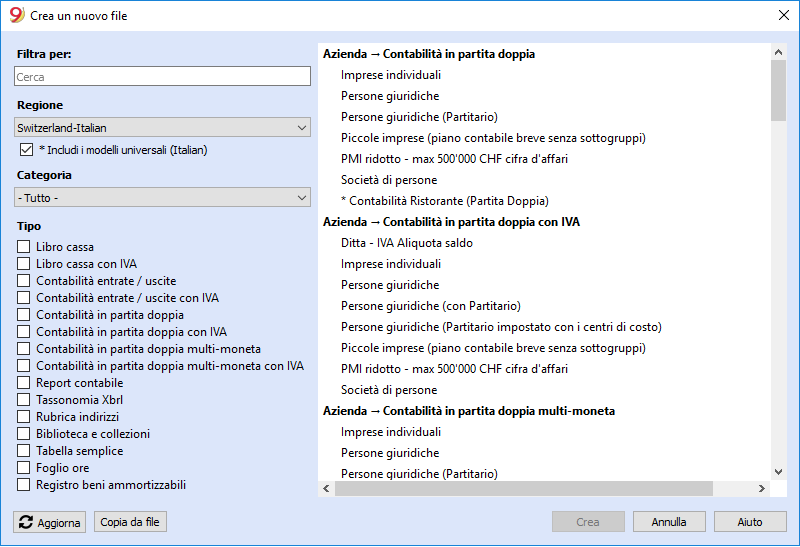 Crea un nuovo file
Filtra per:
Cerca
Regione
Switzerland-Italian
* Includi i modelli universali (Italian)
Categoria
- Tutto -
Tipo
Libro cassa
Libro cassa con IVA
Contabilità entrate / uscite
Contabilità entrate / uscite con IVA
Contabilità in partita doppia
Contabilità in partita doppia con IVA
Contabilità in partita doppia multi-moneta
Contabilità in partita doppia multi-moneta con IVA
Report contabile
Tassonomia Xbrl
Rubrica indirizzi
Biblioteca e collezioni
Tabella semplice
Foglio ore
Registro beni ammortizzabili
Azienda → Contabilità in partita doppia
Imprese individuali
Persone giuridiche
Persone giuridiche (Partitario)
Piccole imprese (piano contabile breve senza sottogruppi)
PMI ridotto - max 500'000 CHF cifra d'affari
Società di persone
* Contabilità Ristorante (Partita Doppia)
Azienda → Contabilità in partita doppia con IVA
Ditta - IVA Aliquota saldo
Imprese individuali
Persone giuridiche
Persone giuridiche (con Partitario)
Persone giuridiche (Partitario impostato con i centri di costo)
Piccole imprese (piano contabile breve senza sottogruppi)
PMI ridotto - max 500'000 CHF cifra d'affari
Società di persone
Azienda → Contabilità in partita doppia multi-moneta
Imprese individuali
Persone giuridiche
Persone giuridiche (Partitario)
Aggiorna
Copia da file
Crea
Annulla
Aiuto